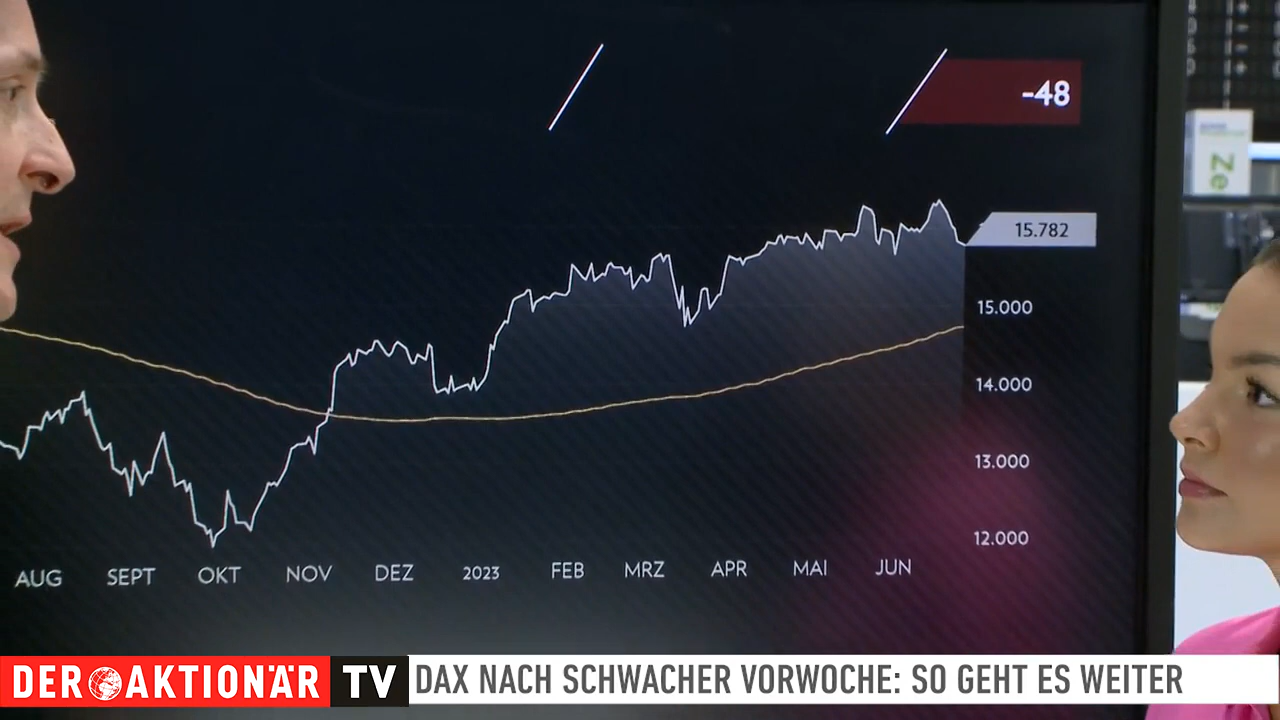 -48
Ze
15.782
15.000
14.000
13.000
12.000
AUG SEPT OKT NOV DEZ 2023 FEB MRZ APR MAI JUN
DER AKTIONÄR TV DAX NACH SCHWACHER VORWOCHE: SO GEHT ES WEITER